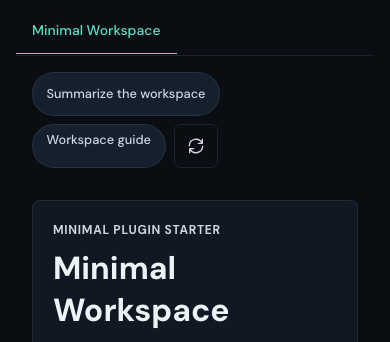 Minimal Workspace
Summarize the workspace
Workspace guide
MINIMAL PLUGIN STARTER
Minimal
Workspace